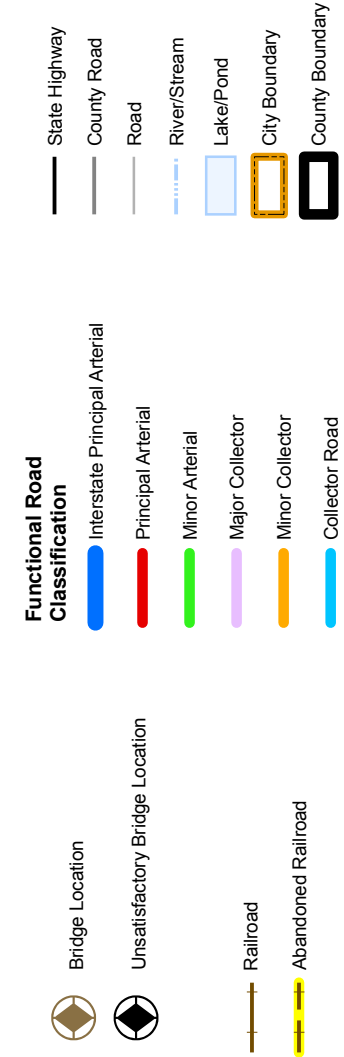 Bridge Location
Unsatisfactory Bridge Location
Railroad
Abandoned Railroad
Functional Road
Classification
Interstate Principal Arterial
Principal Arterial
Minor Arterial
Major Collector
Minor Collector
Collector Road
State Highway
County Road
Road
River/Stream
Lake/Pond
City Boundary
County Boundary